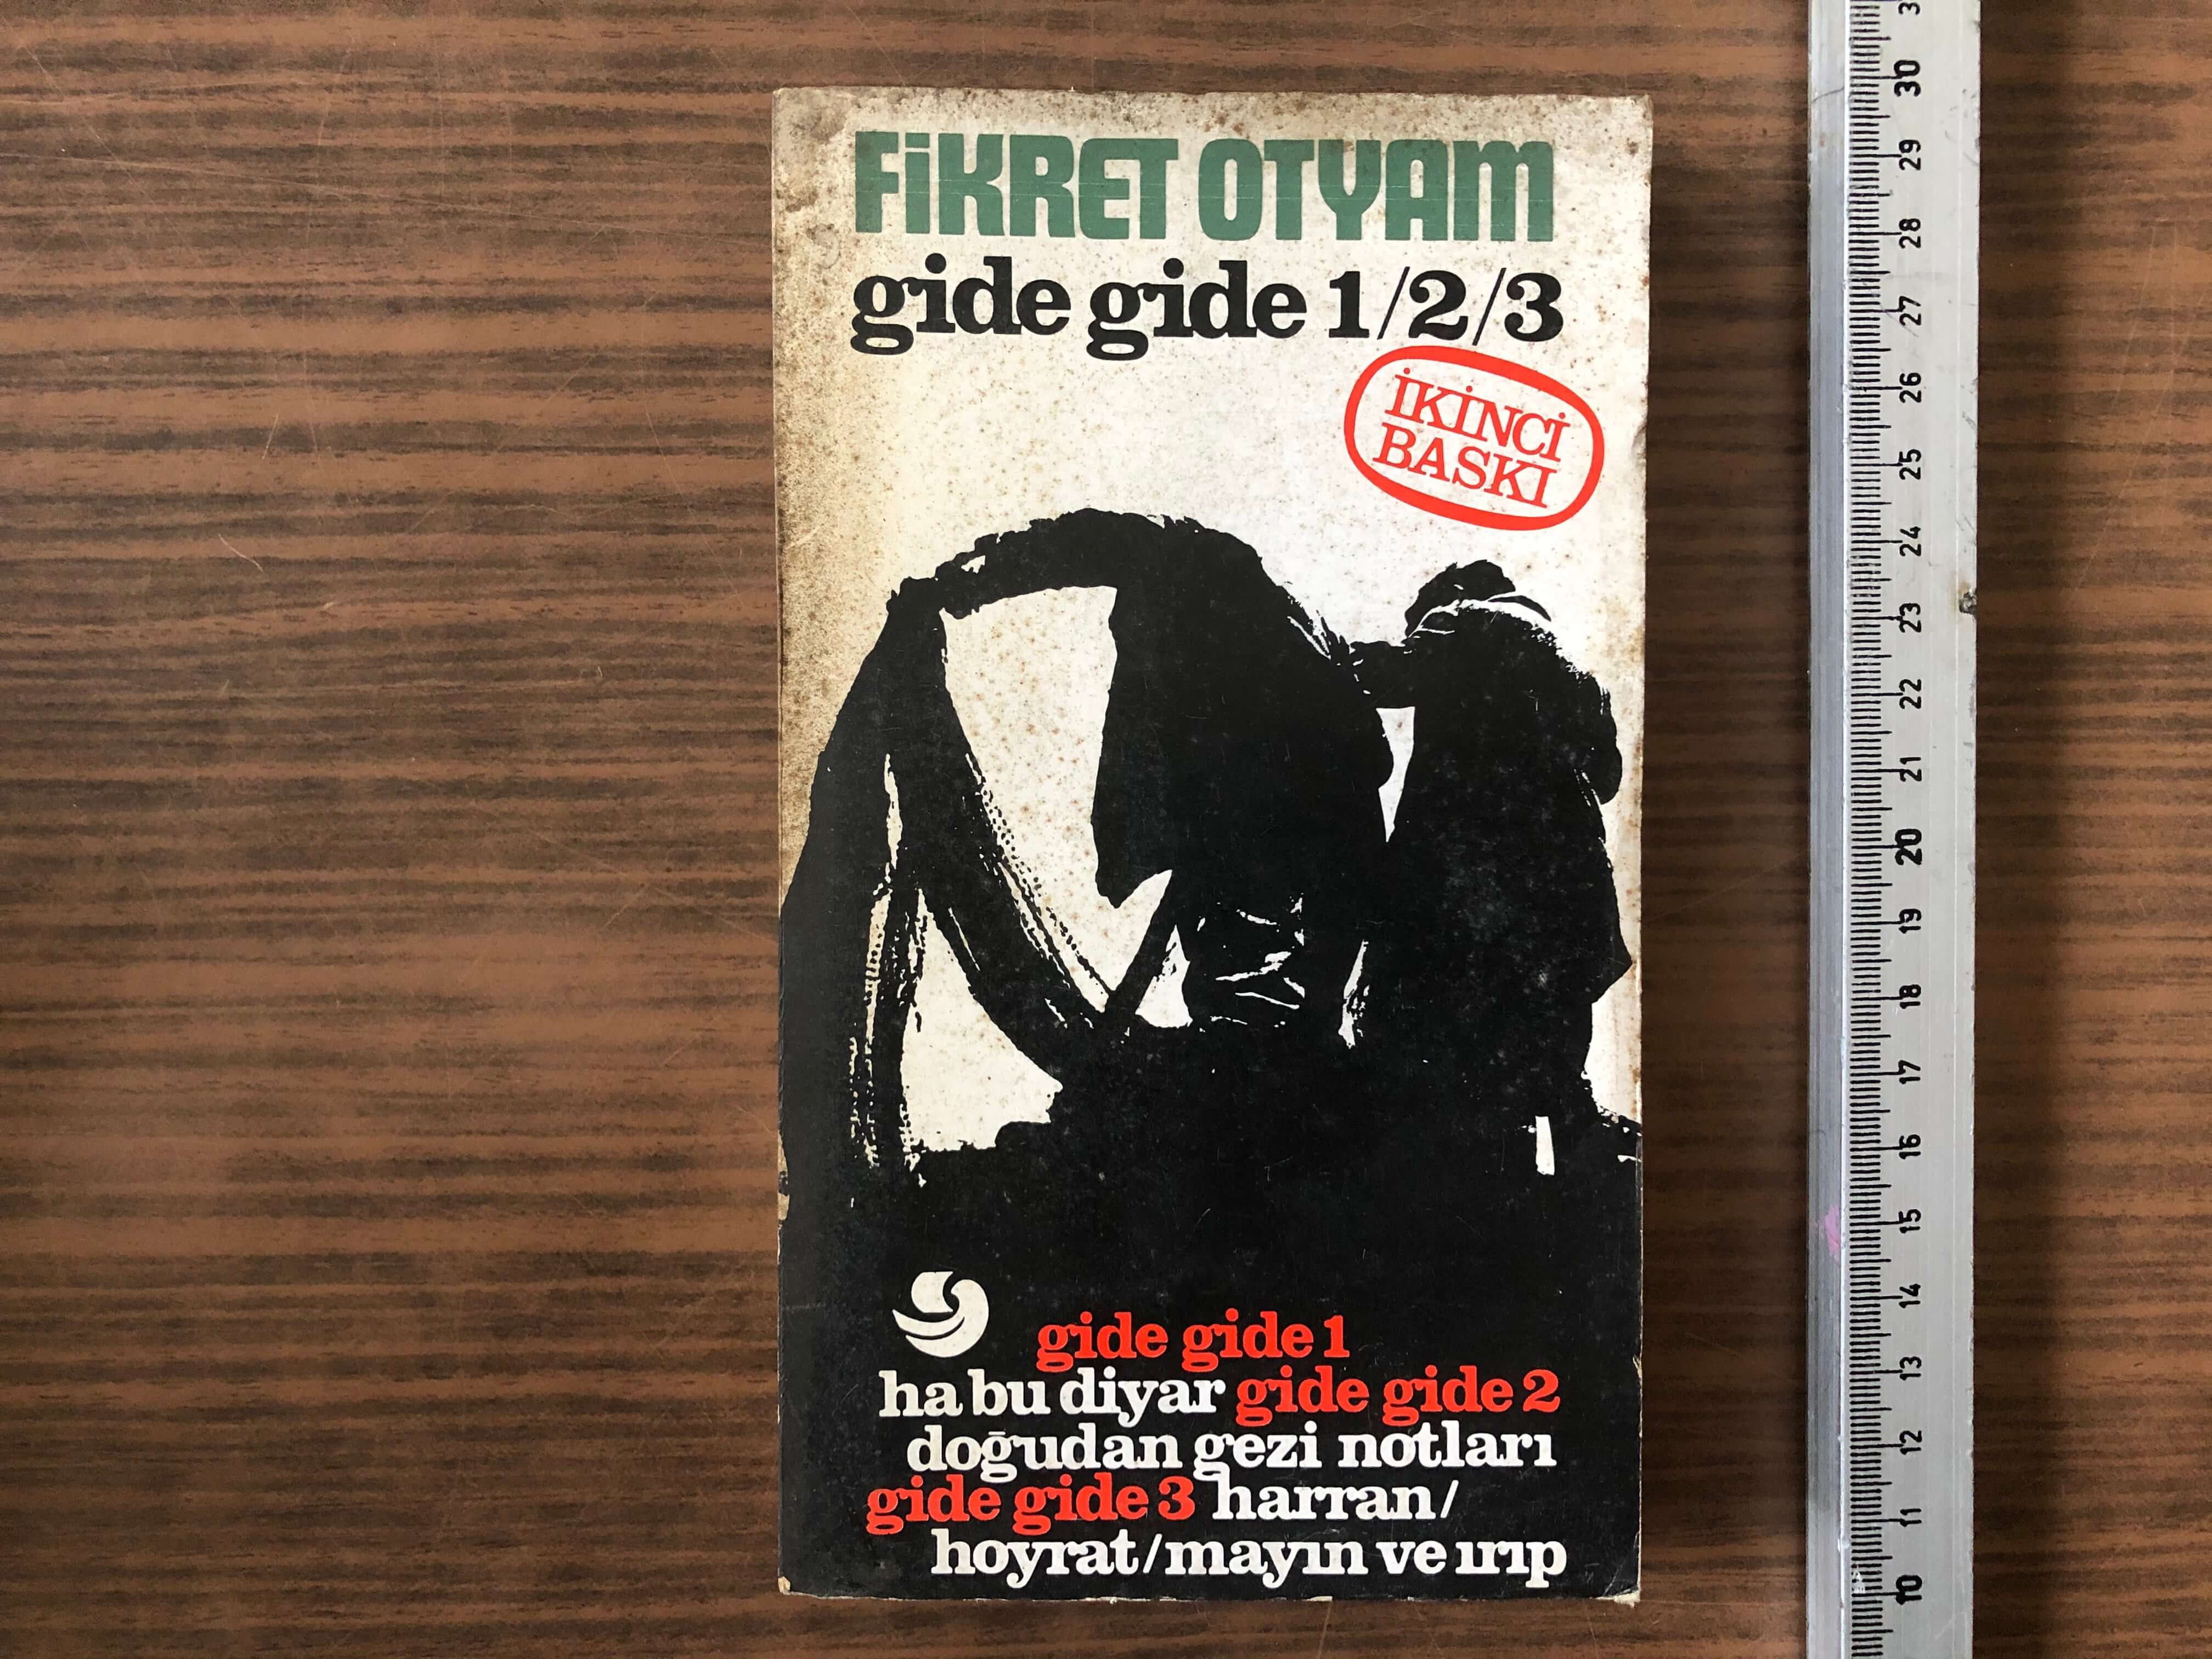 FİKRET OTYAM
gide gide 1/2/3
İKİNCİ
BASKI
gide gide 1
ha bu diyar gide gide 2
doğudan gezi notları
gide gide 3 harran/
hoyrat/mayın ve ırıp
30
29
28
27
26
25
24
23
22
21
20
19
18
17
16
15
14
13
12
11
10